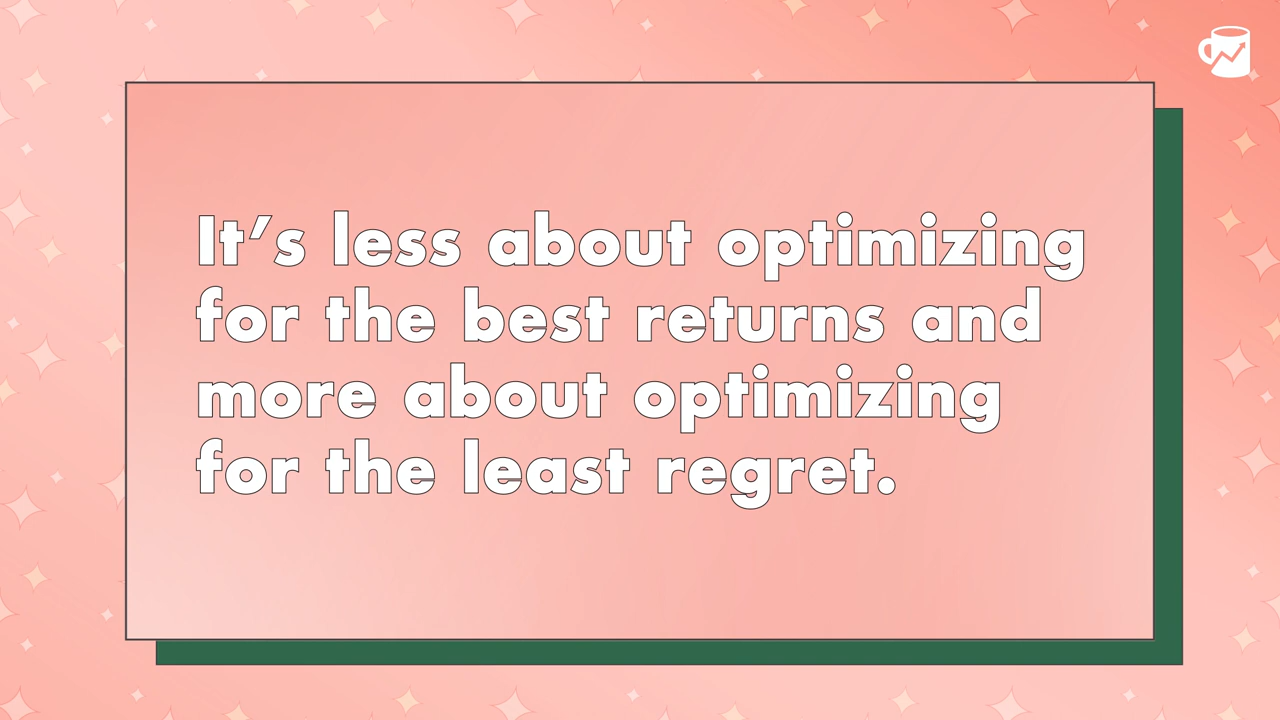 It’s less about optimizing
for the best returns and
more about optimizing
for the least regret.